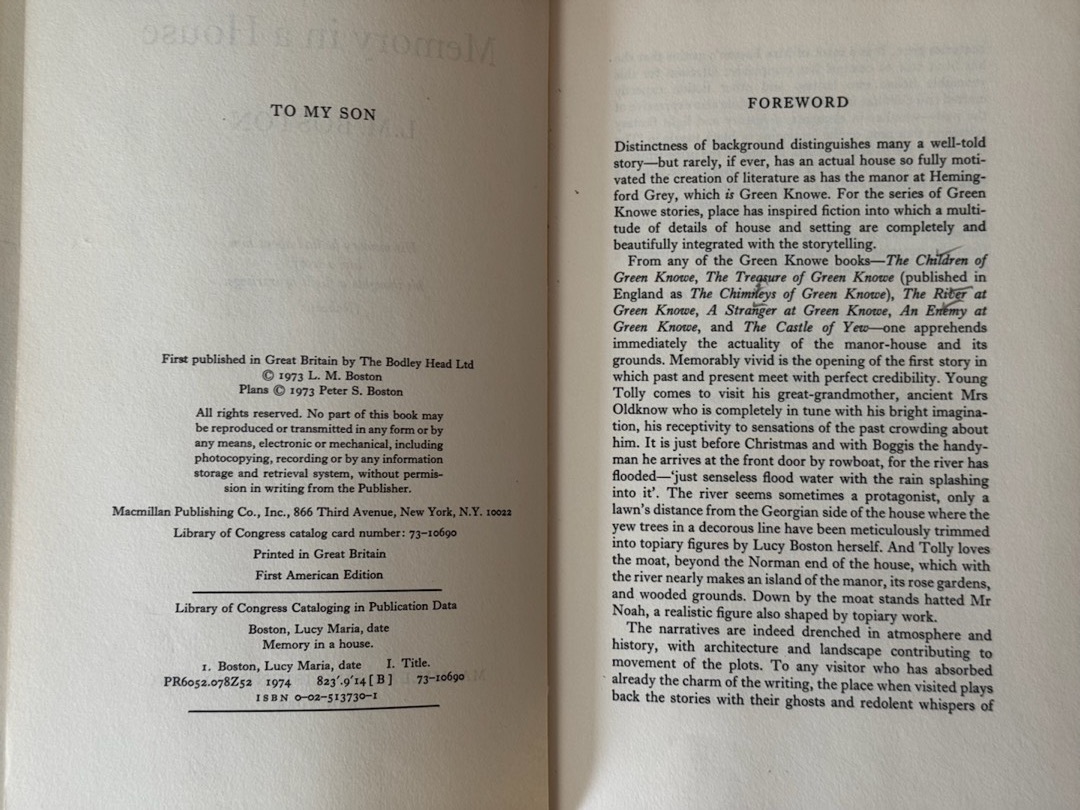 Memory in a House
L. M. BOSTON
TO MY SON
First published in Great Britain by The Bodley Head Ltd
© 1973 L. M. Boston
Plans © 1973 Peter S. Boston
All rights reserved. No part of this book may
be reproduced or transmitted in any form or by
any means, electronic or mechanical, including
photocopying, recording or by any information
storage and retrieval system, without permis-
sion in writing from the Publisher.
Macmillan Publishing Co., Inc., 866 Third Avenue, New York, N.Y. 10022
Library of Congress catalog card number: 73-10690
Printed in Great Britain
First American Edition
Library of Congress Cataloging in Publication Data
Boston, Lucy Maria, date
Memory in a house.
1. Boston, Lucy Maria, date I. Title.
PR6052.078Z52 1974 823'.9'14 [B] 73-10690
ISBN 0-02-513730-1
FOREWORD
Distinctness of background distinguishes many a well-told
story—but rarely, if ever, has an actual house so fully moti-
vated the creation of literature as has the manor at Heming-
ford Grey, which is Green Knowe. For the series of Green
Knowe stories, place has inspired fiction into which a multi-
tude of details of house and setting are completely and
beautifully integrated with the storytelling.
From any of the Green Knowe books—The Children of
Green Knowe, The Treasure of Green Knowe (published in
England as The Chimneys of Green Knowe), The River at
Green Knowe, A Stranger at Green Knowe, An Enemy at
Green Knowe, and The Castle of Yew—one apprehends
immediately the actuality of the manor-house and its
grounds. Memorably vivid is the opening of the first story in
which past and present meet with perfect credibility. Young
Tolly comes to visit his great-grandmother, ancient Mrs
Oldknow who is completely in tune with his bright imagina-
tion, his receptivity to sensations of the past crowding about
him. It is just before Christmas and with Boggis the handy-
man he arrives at the front door by rowboat, for the river has
flooded—'just senseless flood water with the rain splashing
into it'. The river seems sometimes a protagonist, only a
lawn's distance from the Georgian side of the house where the
yew trees in a decorous line have been meticulously trimmed
into topiary figures by Lucy Boston herself. And Tolly loves
the moat, beyond the Norman end of the house, which with
the river nearly makes an island of the manor, its rose gardens,
and wooded grounds. Down by the moat stands hatted Mr
Noah, a realistic figure also shaped by topiary work.
The narratives are indeed drenched in atmosphere and
history, with architecture and landscape contributing to
movement of the plots. To any visitor who has absorbed
already the charm of the writing, the place when visited plays
back the stories with their ghosts and redolent whispers of